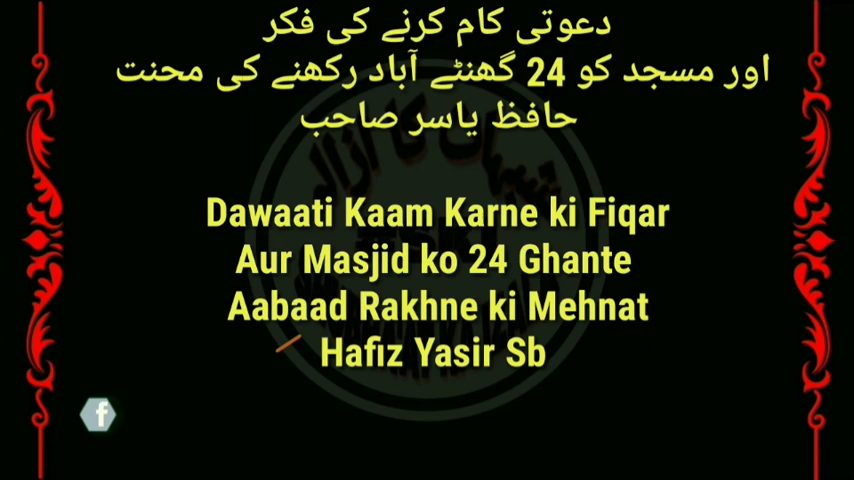 دعوتی کام کرنے کی فکر
اور مسجد کو 24 گھنٹے آباد رکھنے کی محنت
حافظ یاسر صاحب
Dawaati Kaam Karne ki Fiqar
Aur Masjid ko 24 Ghante
Aabaad Rakhne ki Mehnat
Hafiz Yasir Sb
f